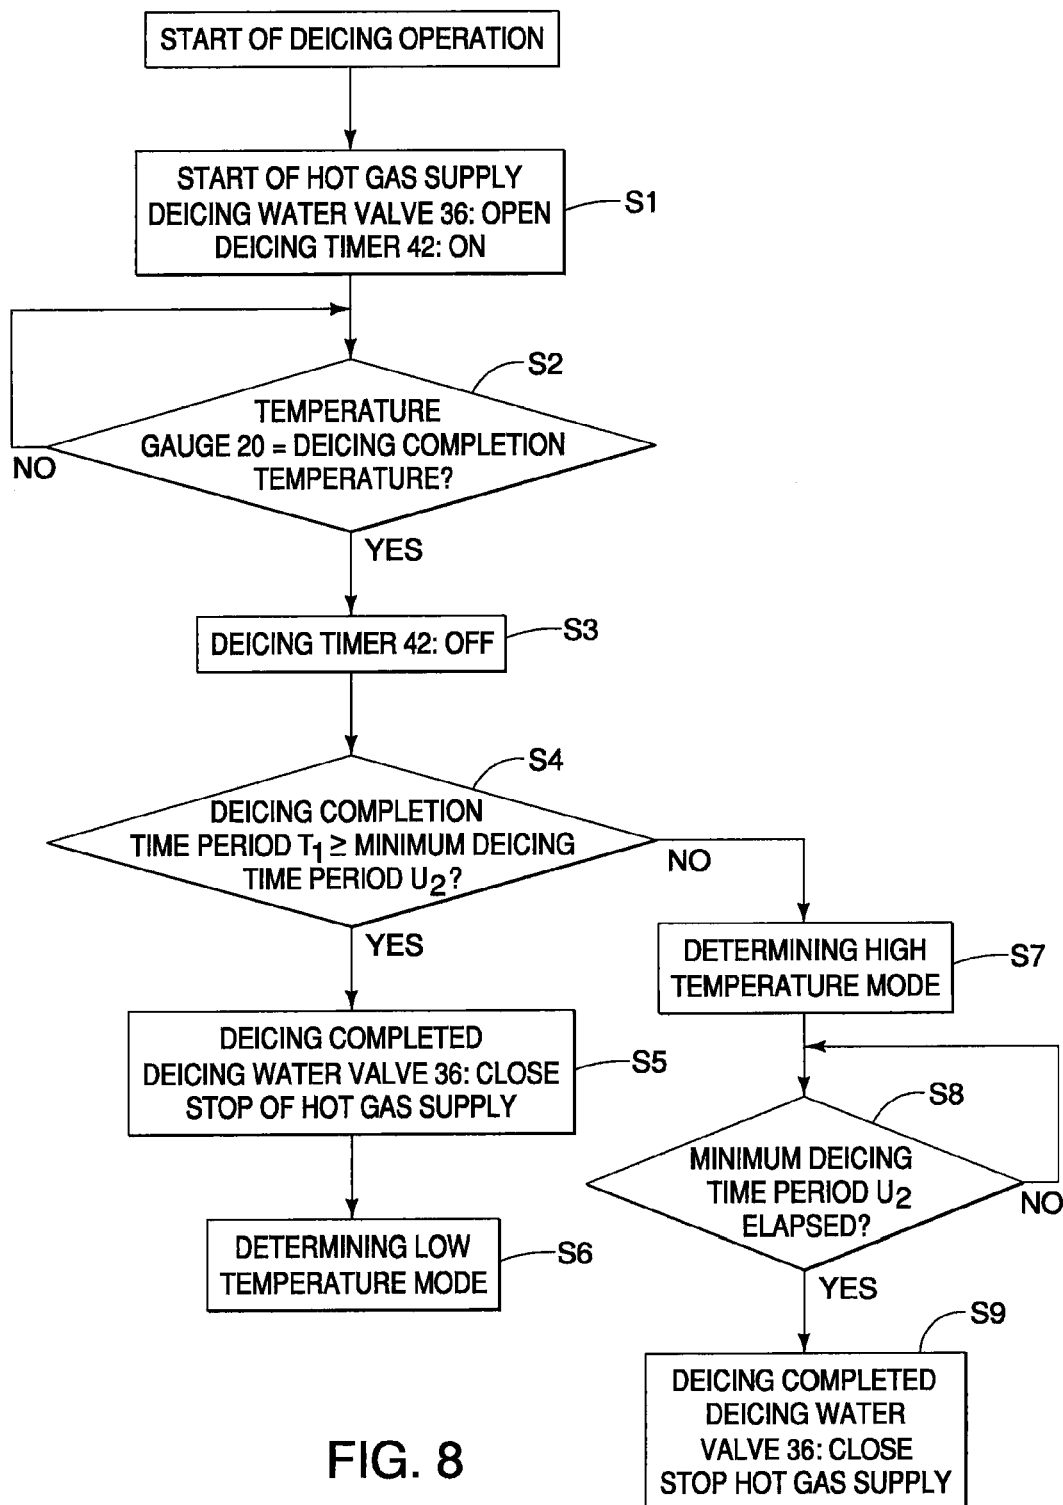 START OF DEICING OPERATION
START OF HOT GAS SUPPLY
DEICING WATER VALVE 36: OPEN
DEICING TIMER 42: ON
S1
S2
TEMPERATURE
GAUGE 20 = DEICING COMPLETION
TEMPERATURE?
NO
YES
DEICING TIMER 42: OFF
S3
S4
DEICING COMPLETION
TIME PERIOD T1 ≥ MINIMUM DEICING
TIME PERIOD U2?
NO
YES
DETERMINING HIGH
TEMPERATURE MODE
S7
DEICING COMPLETED
DEICING WATER VALVE 36: CLOSE
STOP OF HOT GAS SUPPLY
S5
S8
MINIMUM DEICING
TIME PERIOD U2
ELAPSED?
NO
YES
DETERMINING LOW
TEMPERATURE MODE
S6
S9
DEICING COMPLETED
DEICING WATER
VALVE 36: CLOSE
STOP HOT GAS SUPPLY
FIG. 8